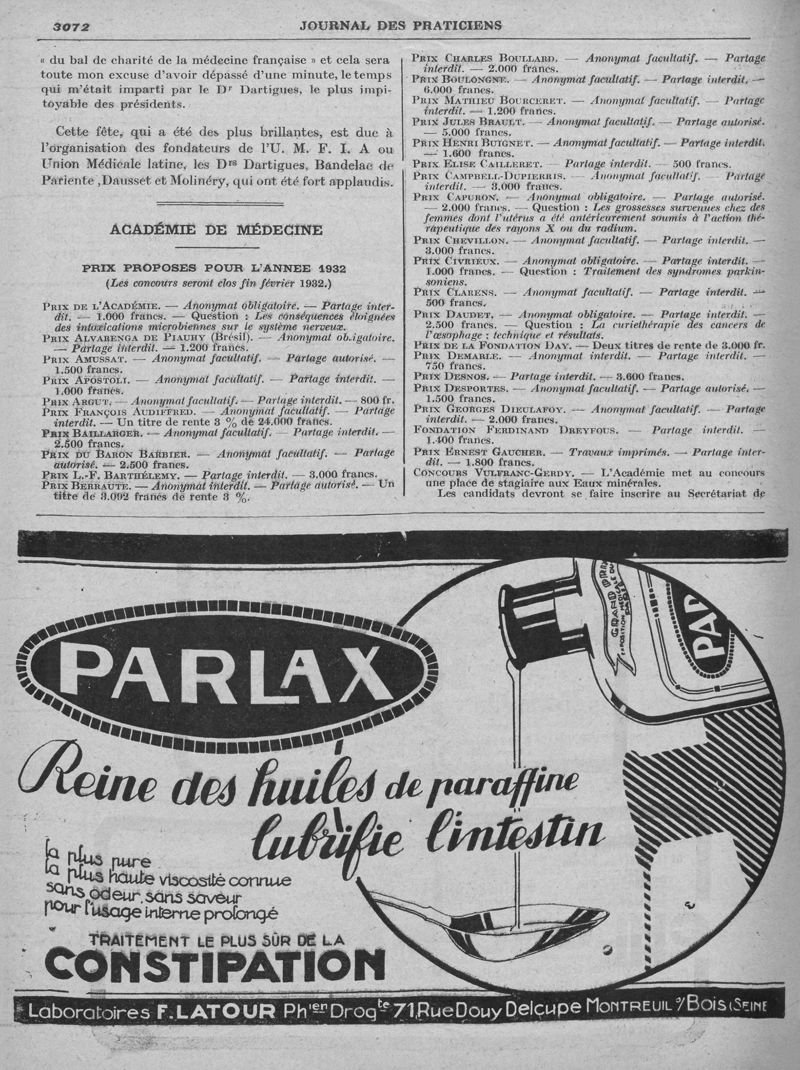 3072
JOURNAL DES PRATICIENS
« du bal de charité de la médecine française » et cela sera
toute mon excuse d'avoir dépassé d'une minute, le temps
qui m'était imparti par le Dr Dartigues, le plus impi-
toyable des présidents.
Cette fête, qui a été des plus brillantes, est due à
l'organisation des fondateurs de l'U. M. F. I. A ou
Union Médicale latine, les Drs Dartigues, Bandelac de
Pariente ,Dausset et Molinéry, qui ont été fort applaudis.
ACADÉMIE DE MÉDECINE
PRIX PROPOSES POUR L'ANNEE 1932
(Les concours seront clos fin février 1932.)
PRIX DE L'ACADÉMIE. — Anonymat obligatoire. — Partage inter-
dit. — 1.000 francs. — Question : Les conséquences éloignées
des intoxications microbiennes sur le système nerveux.
PRIX ALVARENGA DE PIAUHY (Brésil). — Anonymat obligatoire.
— Partage interdit. — 1.200 francs.
PRIX AMUSSAT. — Anonymat facultatif. — Partage autorisé. —
1.500 francs.
PRIX APOSTOLI. — Anonymat facultatif. — Partage interdit. —
1.000 francs.
PRIX ARGUT. — Anonymat facultatif. — Partage interdit. — 800 fr.
PRIX FRANÇOIS AUDIFFRED. — Anonymat facultatif. — Partage
interdit. — Un titre de rente 3 % de 24.000 francs.
PRIX BAILLARGER. — Anonymat facultatif. — Partage interdit. —
2.500 francs.
PRIX DU BARON BARBIER. — Anonymat facultatif. — Partage
autorisé. — 2.500 francs.
PRIX L.-F. BARTHÉLEMY. — Partage interdit. — 3.000 francs.
PRIX BERRAUTE. — Anonymat interdit. — Partage autorisé. — Un
titre de 3.092 francs de rente 3 %.
PRIX CHARLES BOULLARD. — Anonymat facultatif. — Partage
interdit. — 2.000 francs.
PRIX BOULONGNE. — Anonymat facultatif. — Partage interdit. —
6.000 francs.
PRIX MATHIEU BOURCERET. — Anonymat facultatif. — Partage
interdit. — 1.200 francs.
PRIX JULES BRAULT. — Anonymat facultatif. — Partage autorisé.
— 5.000 francs.
PRIX HENRI BUIGNET. — Anonymat facultatif. — Partage interdit.
— 1.600 francs.
PRIX ELISE CAILLERET. — Partage interdit. — 500 francs.
PRIX CAMPBELL-DUPIERRIS. — Anonymat facultatif. — Partage
interdit. — 3.000 francs.
PRIX CAPURON. — Anonymat obligatoire. — Partage autorisé.
— 2.000 francs. — Question : Les grossesses survenues chez des
femmes dont l'utérus a été antérieurement soumis à l'action thé-
rapeutique des rayons X ou du radium.
PRIX CHEVILLON. — Anonymat facultatif. — Partage interdit. —
3.000 francs.
PRIX CIVRIEUX. — Anonymat obligatoire. — Partage interdit. —
1.000 francs. — Question : Traitement des syndromes parkin-
soniens.
PRIX CLARENS. — Anonymat facultatif. — Partage interdit. —
500 francs.
PRIX DAUDET. — Anonymat obligatoire. — Partage interdit. —
2.500 francs. — Question : La curiethérapie des cancers de
l'œsophage : technique et résultats.
PRIX DE LA FONDATION DAY. — Deux titres de rente de 3.000 fr.
PRIX DEMARLE. — Anonymat interdit. — Partage interdit. —
750 francs.
PRIX DESNOS. — Partage interdit. — 3.600 francs.
PRIX DESPORTES. — Anonymat facultatif. — Partage autorisé. —
1.500 francs.
PRIX GEORGES DIEULAFOY. — Anonymat facultatif. — Partage
interdit. — 2.000 francs.
FONDATION FERDINAND DREYFOUS. — Partage interdit. —
1.400 francs.
PRIX ERNEST GAUCHER. — Travaux imprimés. — Partage inter-
dit. — 1.800 francs.
CONCOURS VULFRANC-GERDY. — L'Académie met au concours
une place de stagiaire aux Eaux minérales.
Les candidats devront se faire inscrire au Secrétariat de
PARLAX
GRAND PRIX
EXPOSITION MÉDICALE DU
PAR
Reine des huiles de paraffine
lubrifie l'intestin
la plus pure
la plus haute viscosité connue
sans odeur, sans saveur
pour l'usage interne prolongé
TRAITEMENT LE PLUS SÛR DE LA
CONSTIPATION
Laboratoires F. LATOUR Phien Drogte 71, Rue Douy Delcupe MONTREUIL s/ Bois (SEINE